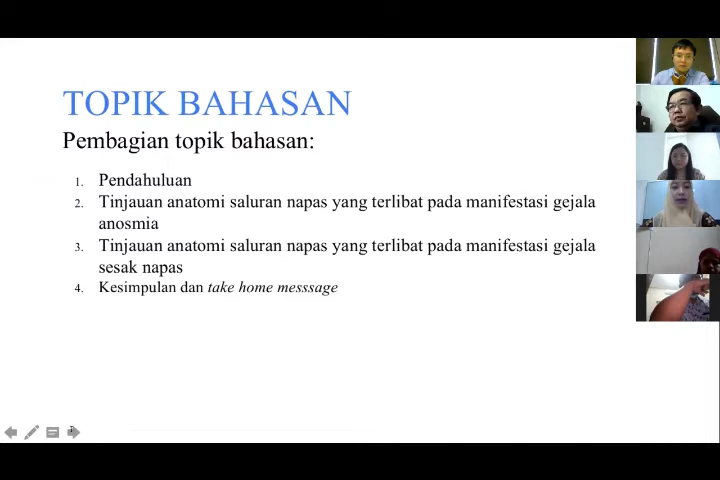 TOPIK BAHASAN
Pembagian topik bahasan:
1. Pendahuluan
2. Tinjauan anatomi saluran napas yang terlibat pada manifestasi gejala
anosmia
3. Tinjauan anatomi saluran napas yang terlibat pada manifestasi gejala
sesak napas
4. Kesimpulan dan take home messsage